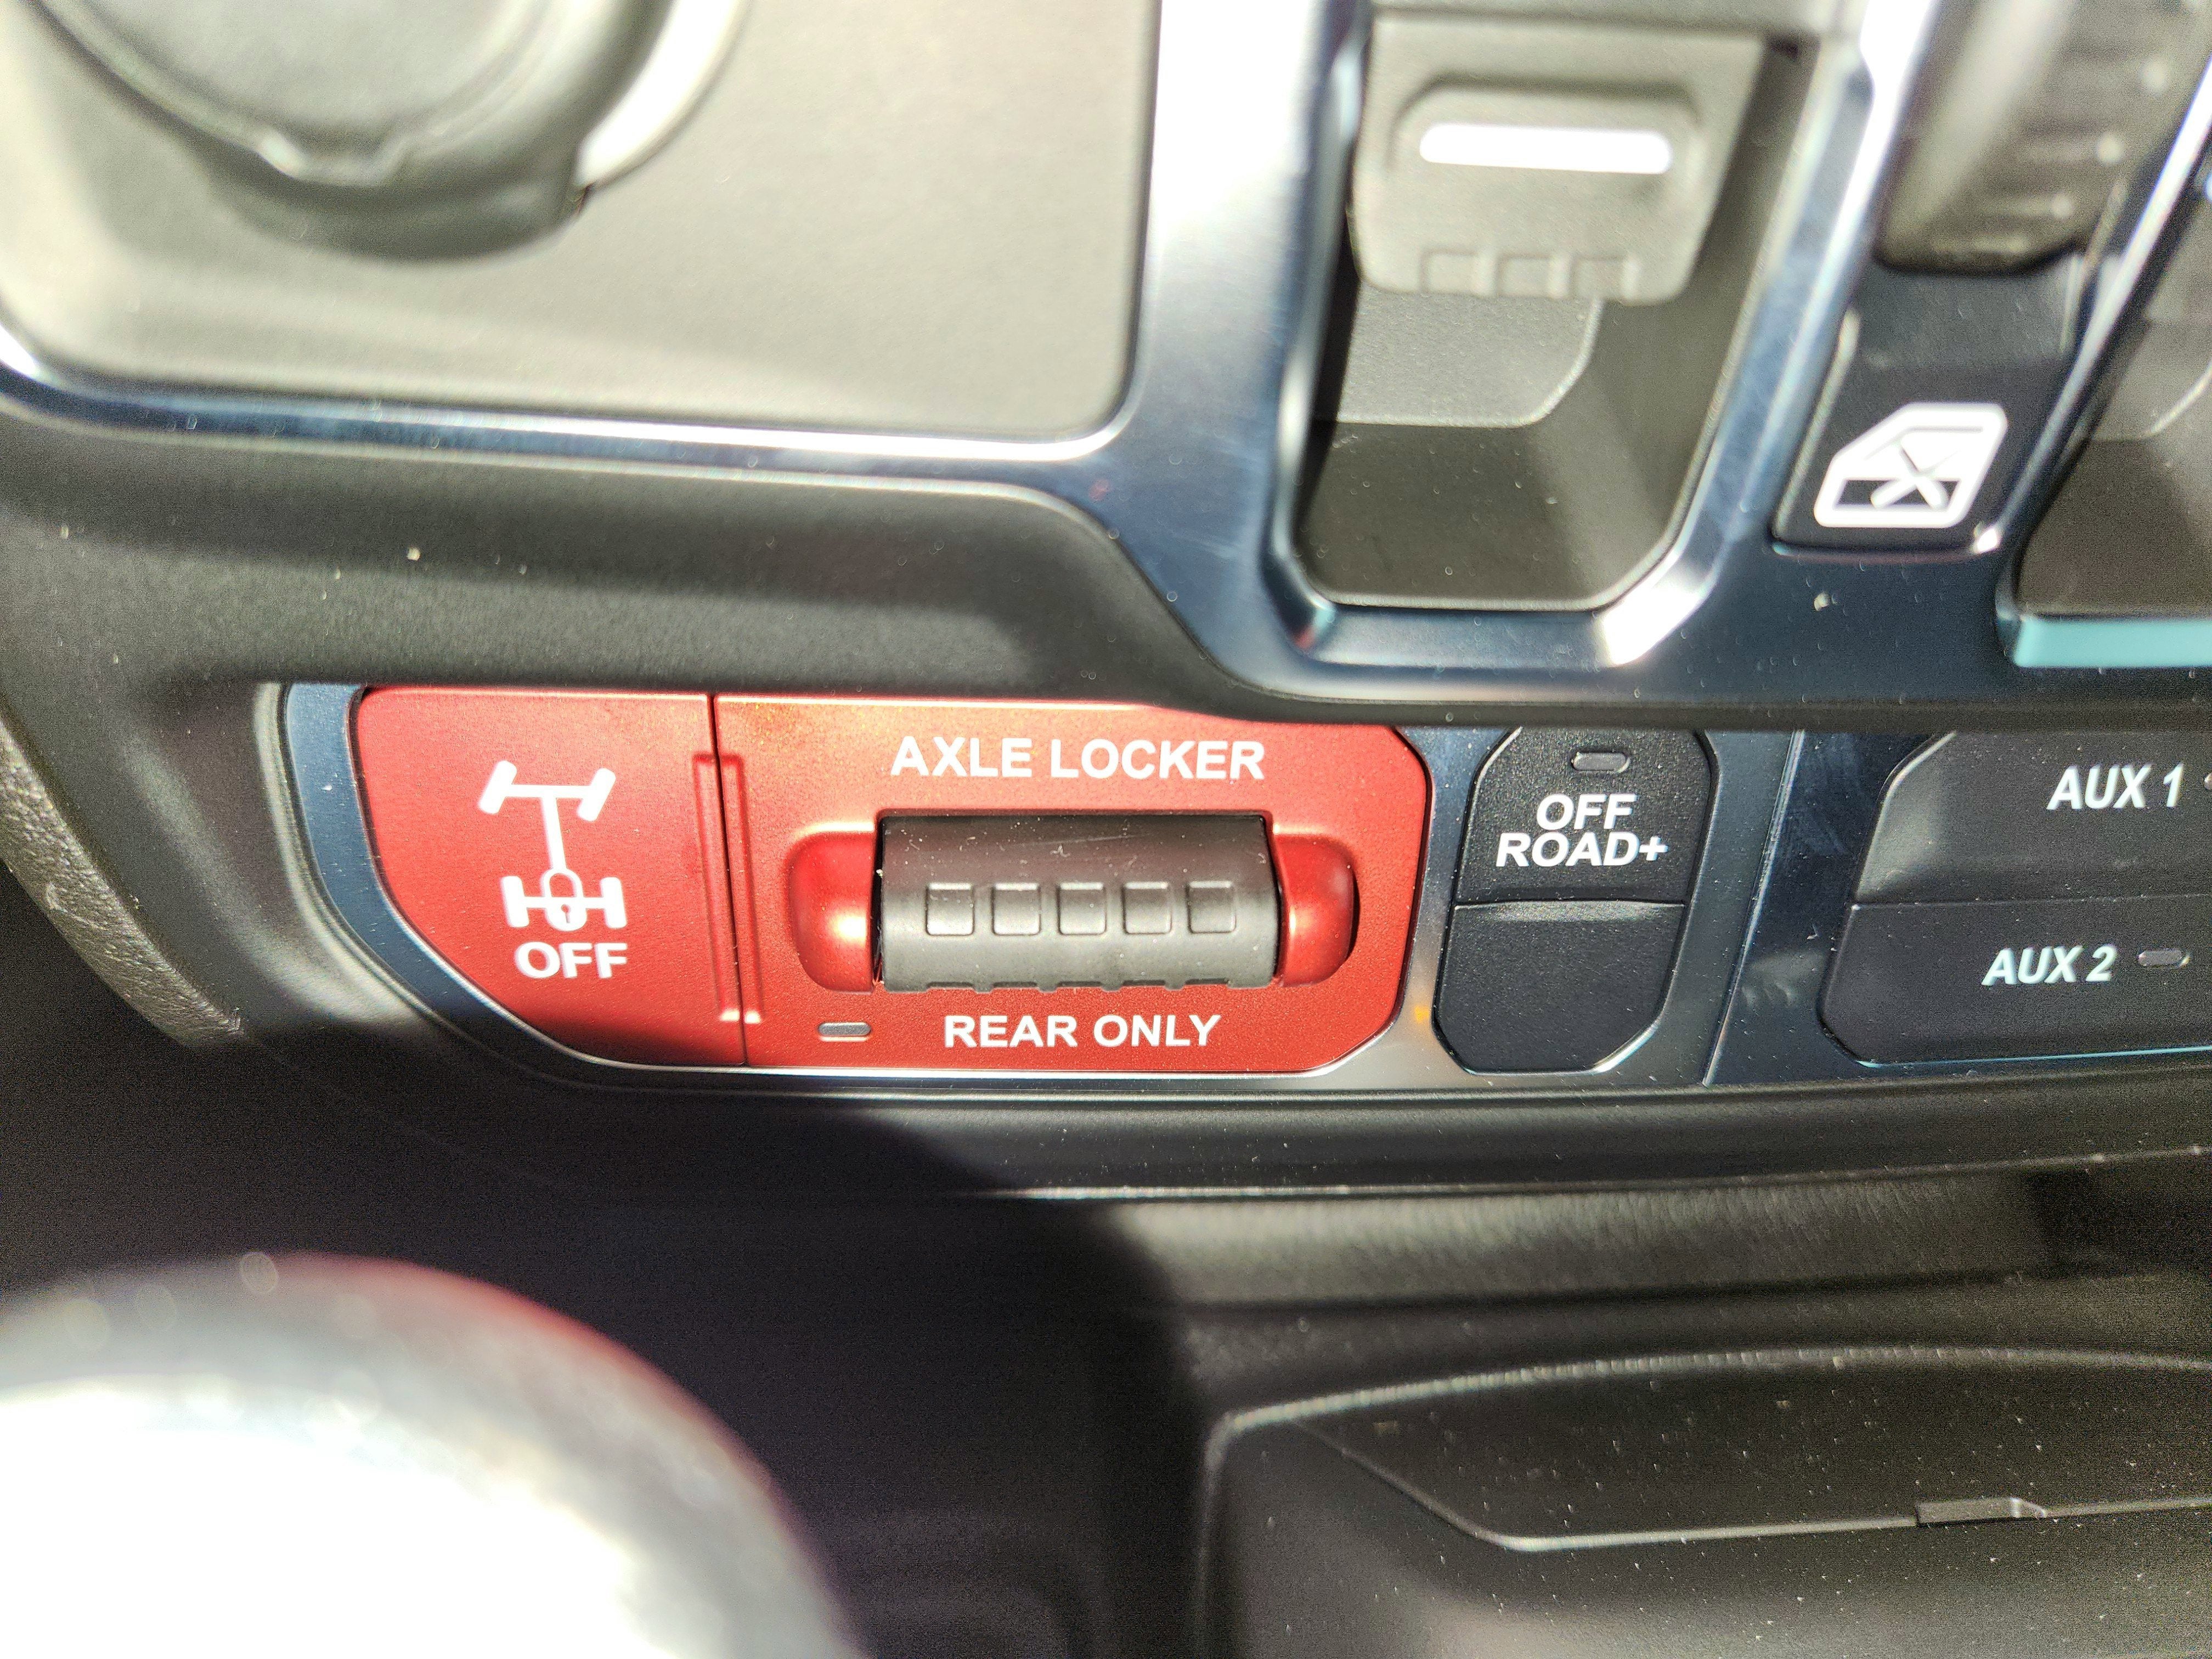 AXLE LOCKER
OFF
REAR ONLY
OFF
ROAD+
AUX 1
AUX 2